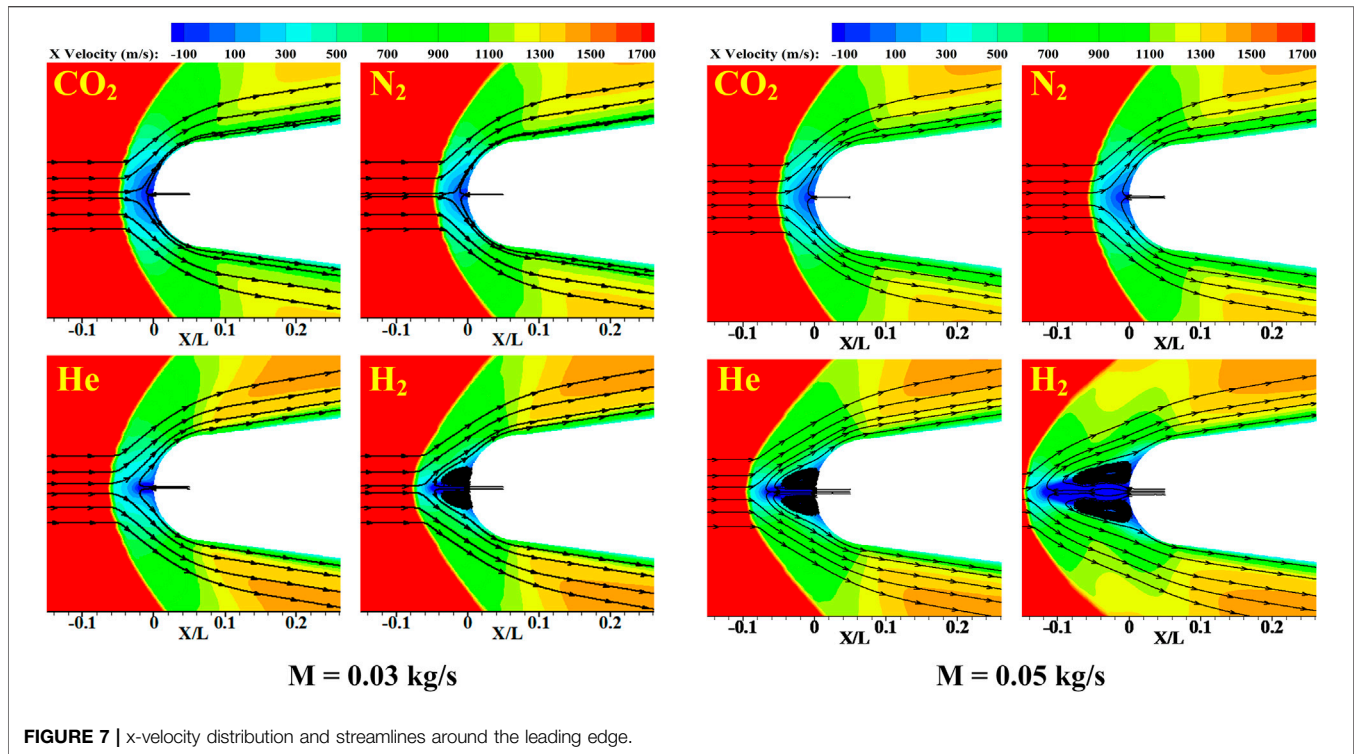 X Velocity (m/s): -100 100 300 500 700 900 1100 1300 1500 1700
CO₂
N₂
-0.1 0 0.1 0.2
X/L
-0.1 0 0.1 0.2
X/L
He
H₂
-0.1 0 0.1 0.2
X/L
-0.1 0 0.1 0.2
X/L
M = 0.03 kg/s
X Velocity (m/s): -100 100 300 500 700 900 1100 1300 1500 1700
CO₂
N₂
-0.1 0 0.1 0.2
X/L
-0.1 0 0.1 0.2
X/L
He
H₂
-0.1 0 0.1 0.2
X/L
-0.1 0 0.1 0.2
X/L
M = 0.05 kg/s
FIGURE 7 | x-velocity distribution and streamlines around the leading edge.